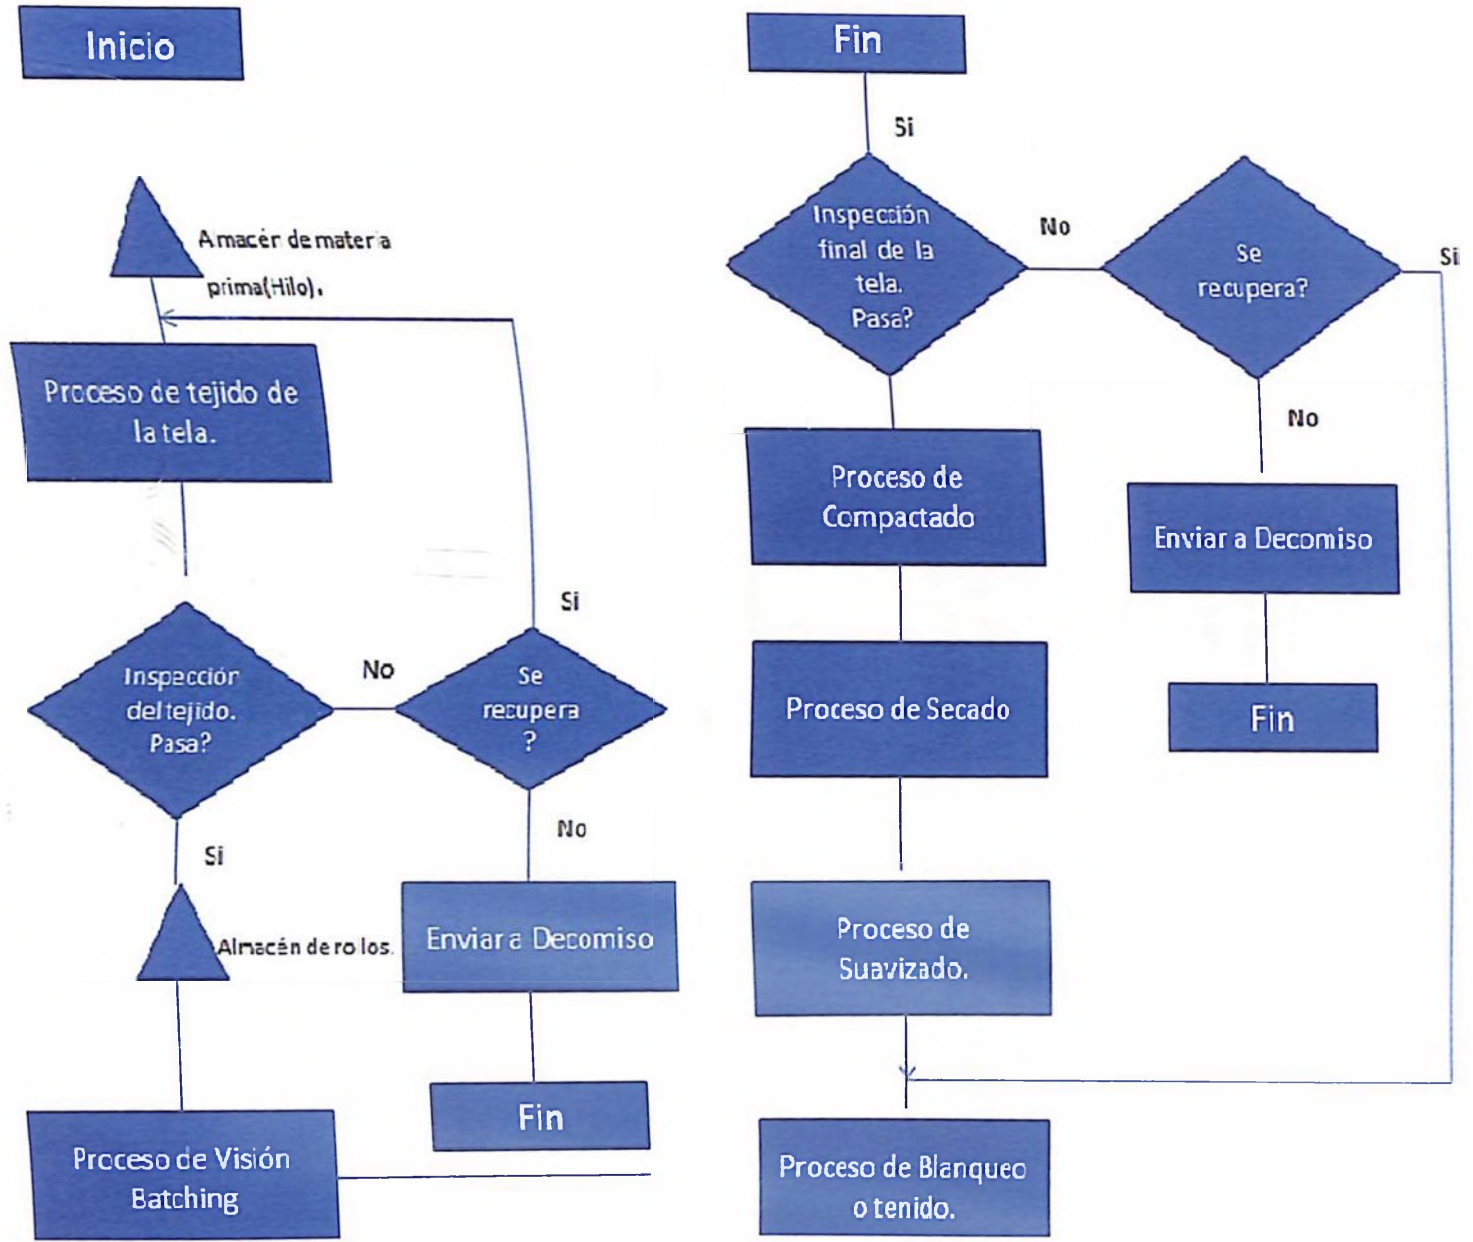 Inicio
Almacén de materia
prima(Hilo).
Proceso de tejido de
la tela.
Si
Inspección
del tejido.
Pasa?
No
Se
recupera
?
Si
No
Almacén de rollos.
Enviar a Decomiso
Fin
Proceso de Visión
Batching
Fin
Si
Inspección
final de la
tela.
Pasa?
No
Se
recupera?
Si
No
Proceso de
Compactado
Enviar a Decomiso
Proceso de Secado
Fin
Proceso de
Suavizado.
Proceso de Blanqueo
o tenido.